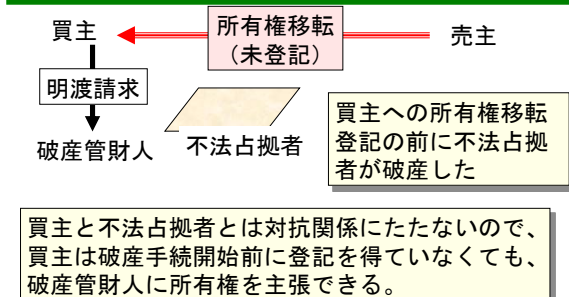 買主
所有権移転
（未登記）
売主
明渡請求
破産管財人
不法占拠者
買主への所有権移転
登記の前に不法占拠
者が破産した
買主と不法占拠者とは対抗関係にたたないので、
買主は破産手続開始前に登記を得ていなくても、
破産管財人に所有権を主張できる。